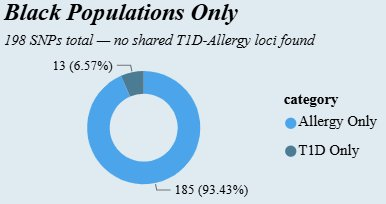 Black Populations Only
198 SNPs total — no shared T1D-Allergy loci found
13 (6.57%)
category
Allergy Only
T1D Only
185 (93.43%)